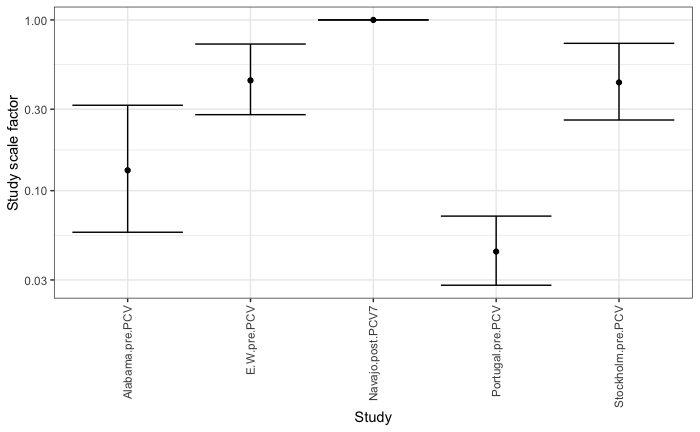 Study scale factor
1.00
0.30
0.10
0.03
Alabama.pre.PCV
E.W.pre.PCV
Navajo.post.PCV7
Portugal.pre.PCV
Stockholm.pre.PCV
Study